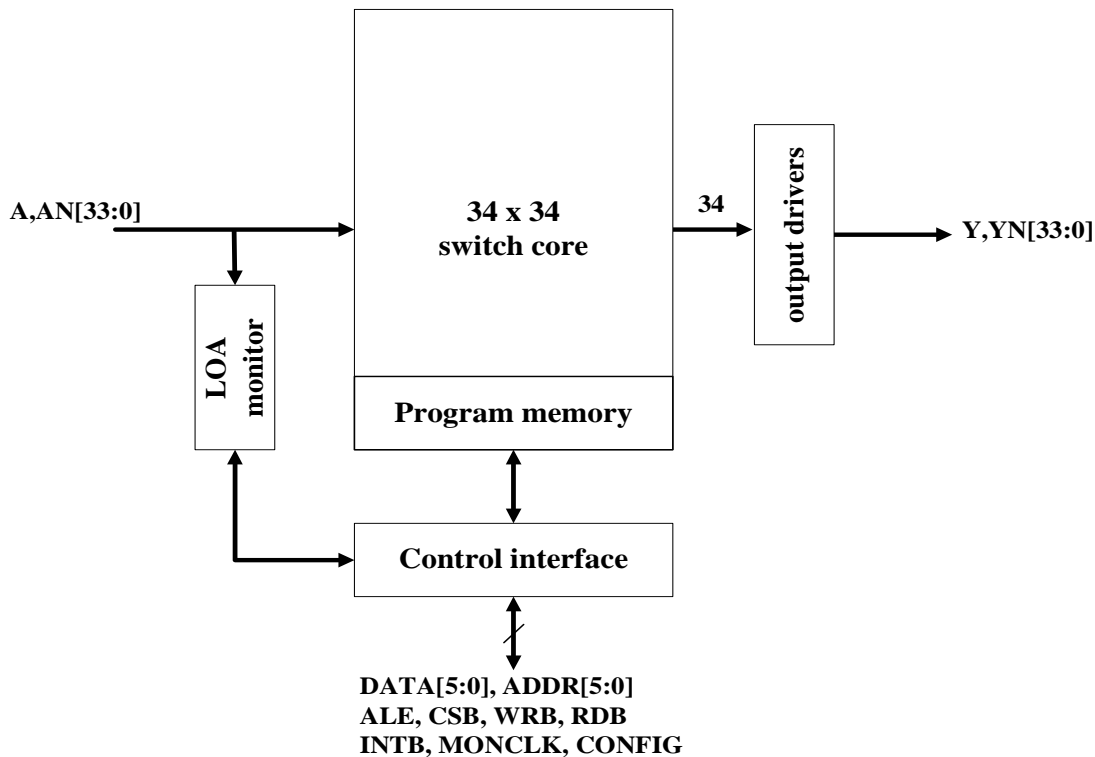 34 x 34
switch core
34
output drivers
A,AN[33:0]
Y,YN[33:0]
LOA
monitor
Program memory
Control interface
DATA[5:0], ADDR[5:0]
ALE, CSB, WRB, RDB
INTB, MONCLK, CONFIG